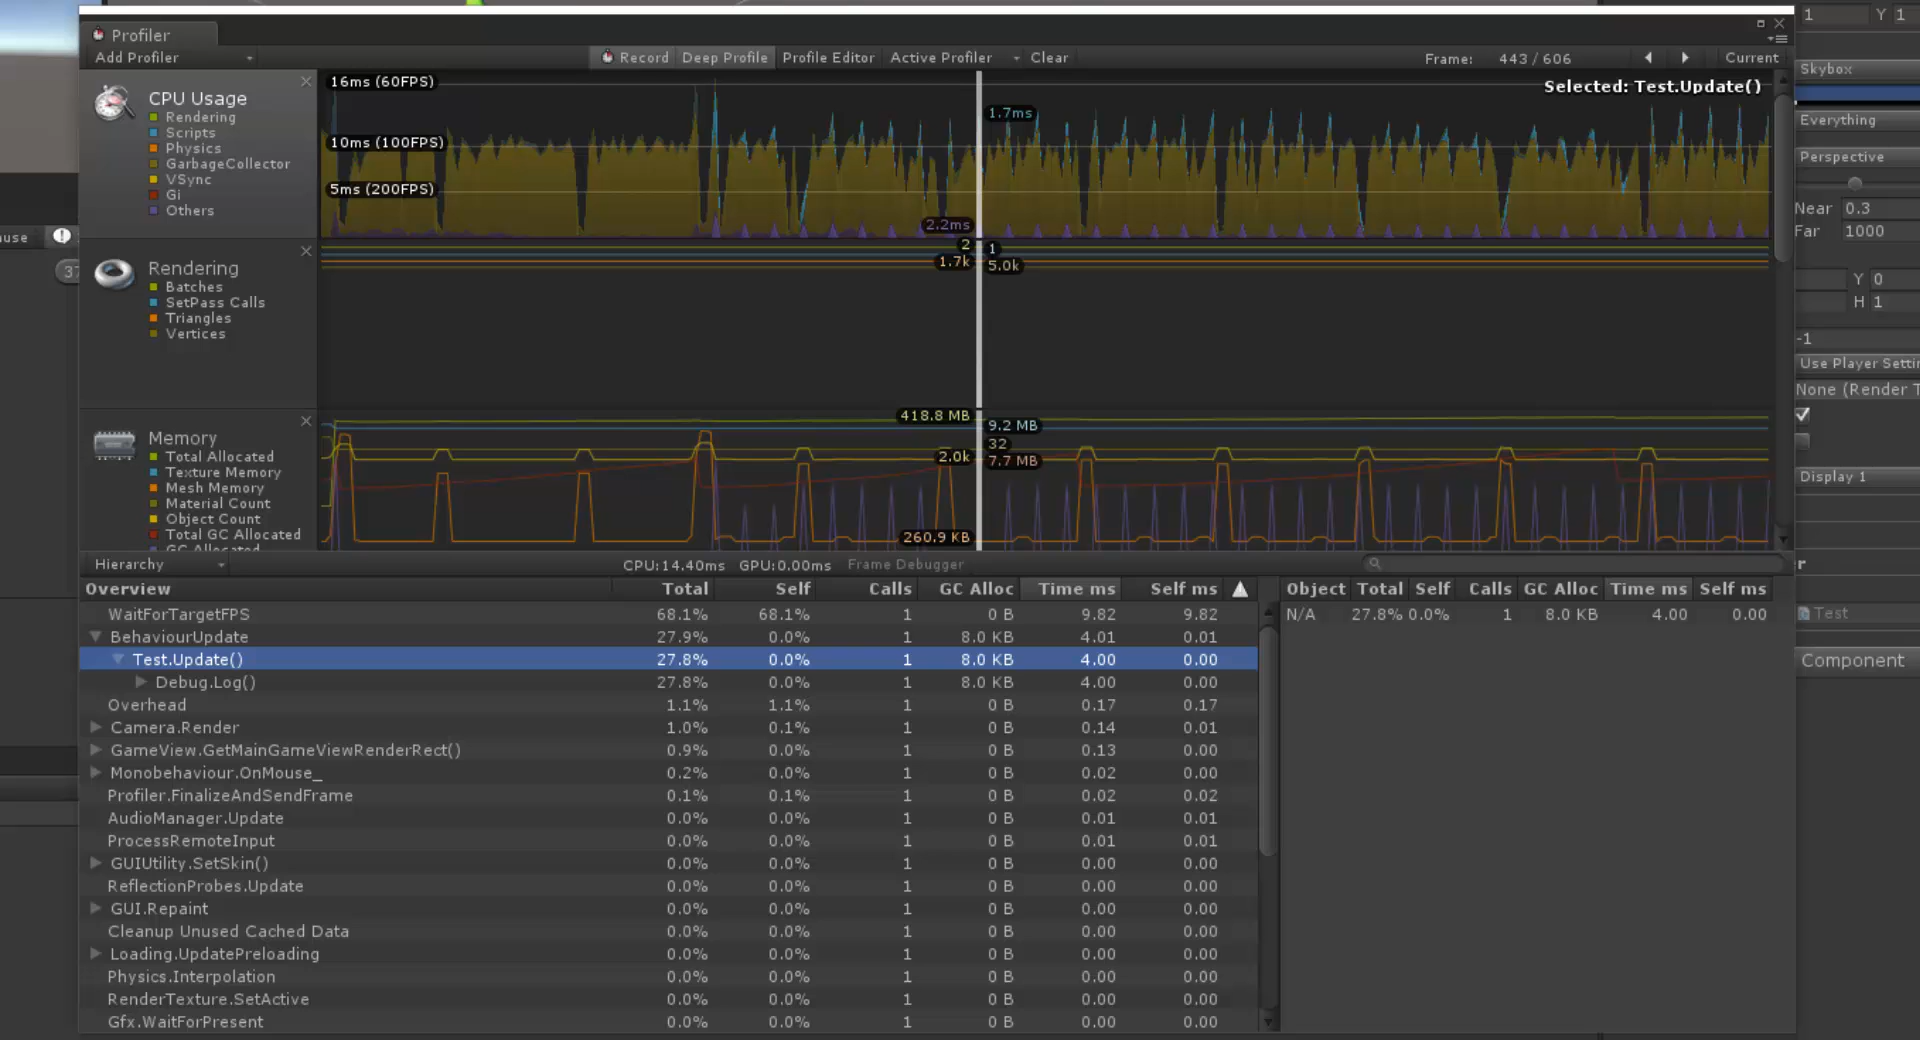 Profiler
Add Profiler
Record
Deep Profile
Profile Editor
Active Profiler
Clear
Frame: 443 / 606
Current
CPU Usage
Rendering
Scripts
Physics
GarbageCollector
VSync
Gi
Others
16ms (60FPS)
10ms (100FPS)
5ms (200FPS)
1.7ms
2.2ms
Selected: Test.Update()
Rendering
Batches
SetPass Calls
Triangles
Vertices
2
1
1.7k
5.0k
Memory
Total Allocated
Texture Memory
Mesh Memory
Material Count
Object Count
Total GC Allocated
GC Allocated
418.8 MB
9.2 MB
32
2.0k
7.7 MB
260.9 KB
Hierarchy
CPU:14.40ms GPU:0.00ms Frame Debugger
Overview Total Self Calls GC Alloc Time ms Self ms
WaitForTargetFPS 68.1% 68.1% 1 0 B 9.82 9.82
BehaviourUpdate 27.9% 0.0% 1 8.0 KB 4.01 0.01
Test.Update() 27.8% 0.0% 1 8.0 KB 4.00 0.00
Debug.Log() 27.8% 0.0% 1 8.0 KB 4.00 0.00
Overhead 1.1% 1.1% 1 0 B 0.17 0.17
Camera.Render 1.0% 0.1% 1 0 B 0.14 0.01
GameView.GetMainGameViewRenderRect() 0.9% 0.0% 1 0 B 0.13 0.00
Monobehaviour.OnMouse_ 0.2% 0.0% 1 0 B 0.02 0.00
Profiler.FinalizeAndSendFrame 0.1% 0.1% 1 0 B 0.02 0.02
AudioManager.Update 0.0% 0.0% 1 0 B 0.01 0.01
ProcessRemoteInput 0.0% 0.0% 1 0 B 0.01 0.01
GUIUtility.SetSkin() 0.0% 0.0% 1 0 B 0.00 0.00
ReflectionProbes.Update 0.0% 0.0% 1 0 B 0.00 0.00
GUI.Repaint 0.0% 0.0% 1 0 B 0.00 0.00
Cleanup Unused Cached Data 0.0% 0.0% 1 0 B 0.00 0.00
Loading.UpdatePreloading 0.0% 0.0% 1 0 B 0.00 0.00
Physics.Interpolation 0.0% 0.0% 1 0 B 0.00 0.00
RenderTexture.SetActive 0.0% 0.0% 1 0 B 0.00 0.00
Gfx.WaitForPresent 0.0% 0.0% 1 0 B 0.00 0.00
Object Total Self Calls GC Alloc Time ms Self ms
N/A 27.8% 0.0% 1 8.0 KB 4.00 0.00
1 Y 1
Skybox
Everything
Perspective
Near 0.3
Far 1000
Y 0
H 1
-1
Use Player Settin
None (Render T
Display 1
r
Test
Component
use
37